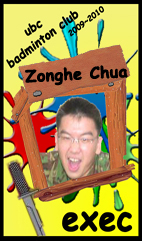 ubc
badminton club
2009-2010
Zonghe Chua
exec